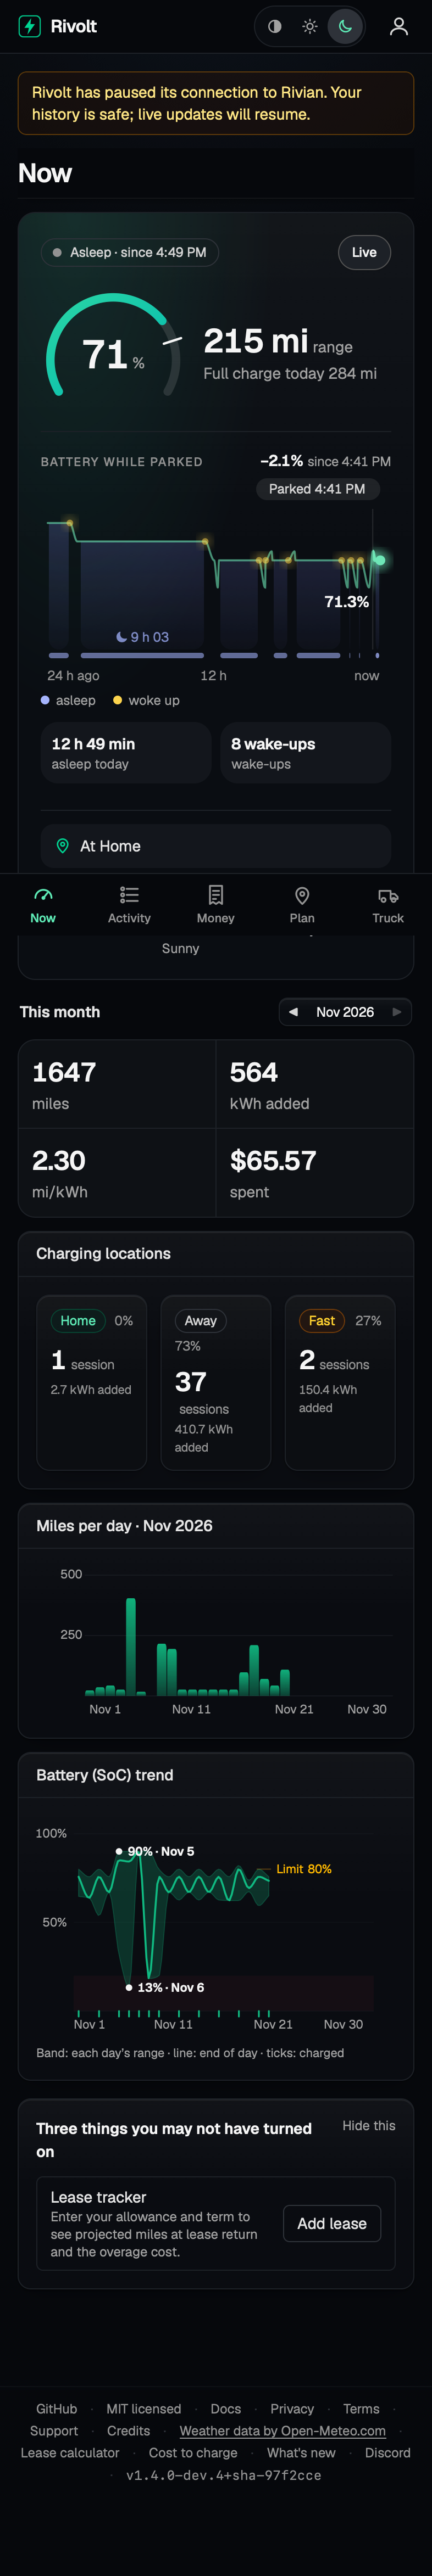 Rivolt
Rivolt has paused its connection to Rivian. Your
history is safe; live updates will resume.
Now
Asleep · since 4:49 PM
Live
71 %
215 mi range
Full charge today 284 mi
BATTERY WHILE PARKED
−2.1% since 4:41 PM
Parked 4:41 PM
71.3%
9 h 03
24 h ago
12 h
now
asleep
woke up
12 h 49 min
asleep today
8 wake-ups
wake-ups
At Home
Now
Activity
Money
Plan
Truck
Sunny
This month
◀ Nov 2026 ▶
1647
miles
564
kWh added
2.30
mi/kWh
$65.57
spent
Charging locations
Home 0%
1 session
2.7 kWh added
Away
73%
37
sessions
410.7 kWh
added
Fast 27%
2 sessions
150.4 kWh
added
Miles per day · Nov 2026
500
250
Nov 1
Nov 11
Nov 21
Nov 30
Battery (SoC) trend
100%
90% · Nov 5
Limit 80%
50%
13% · Nov 6
Nov 1
Nov 11
Nov 21
Nov 30
Band: each day's range · line: end of day · ticks: charged
Three things you may not have turned
on
Hide this
Lease tracker
Enter your allowance and term to
see projected miles at lease return
and the overage cost.
Add lease
GitHub · MIT licensed · Docs · Privacy · Terms ·
Support · Credits · Weather data by Open-Meteo.com ·
Lease calculator · Cost to charge · What's new · Discord
· v1.4.0-dev.4+sha-97f2cce